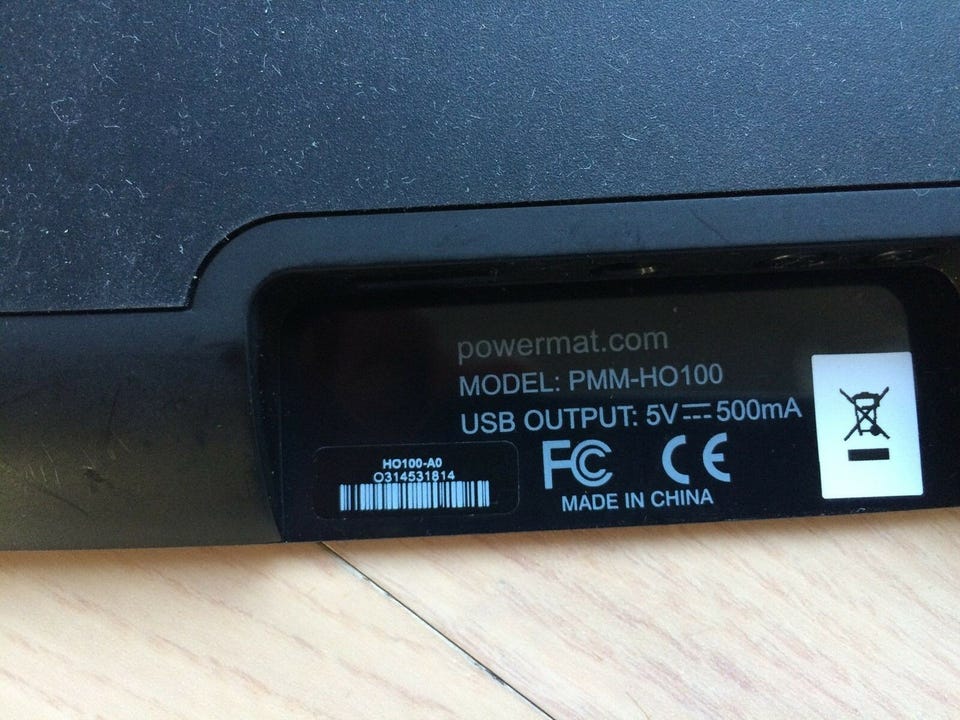 powermat.com
MODEL: PMM-HO100
USB OUTPUT: 5V⎓500mA
FC CE
MADE IN CHINA
HO100-A0
O314531814